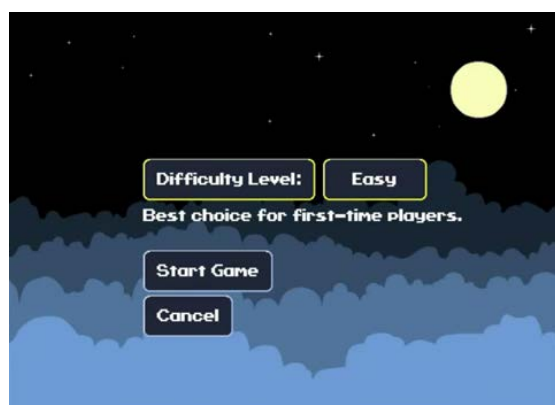 Difficulty Level: Easy
Best choice for first-time players.
Start Game
Cancel